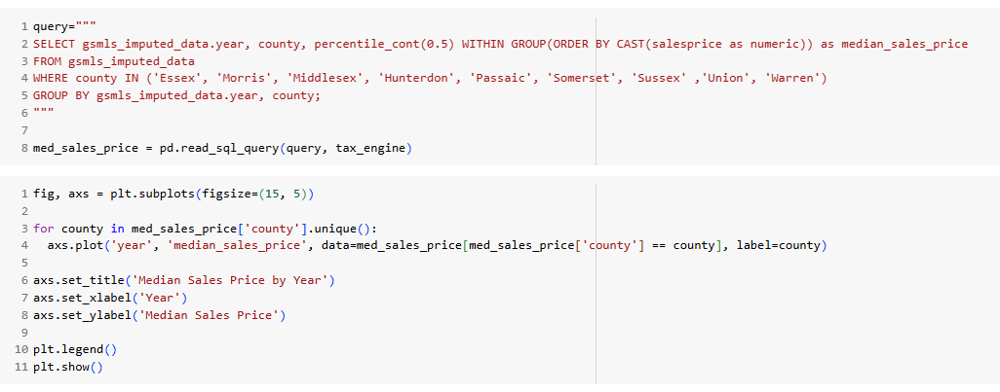 1 query="""
2 SELECT gsmls_imputed_data.year, county, percentile_cont(0.5) WITHIN GROUP(ORDER BY CAST(salesprice as numeric)) as median_sales_price
3 FROM gsmls_imputed_data
4 WHERE county IN ('Essex', 'Morris', 'Middlesex', 'Hunterdon', 'Passaic', 'Somerset', 'Sussex' ,'Union', 'Warren')
5 GROUP BY gsmls_imputed_data.year, county;
6 """
7
8 med_sales_price = pd.read_sql_query(query, tax_engine)
1 fig, axs = plt.subplots(figsize=(15, 5))
2
3 for county in med_sales_price['county'].unique():
4   axs.plot('year', 'median_sales_price', data=med_sales_price[med_sales_price['county'] == county], label=county)
5
6 axs.set_title('Median Sales Price by Year')
7 axs.set_xlabel('Year')
8 axs.set_ylabel('Median Sales Price')
9
10 plt.legend()
11 plt.show()